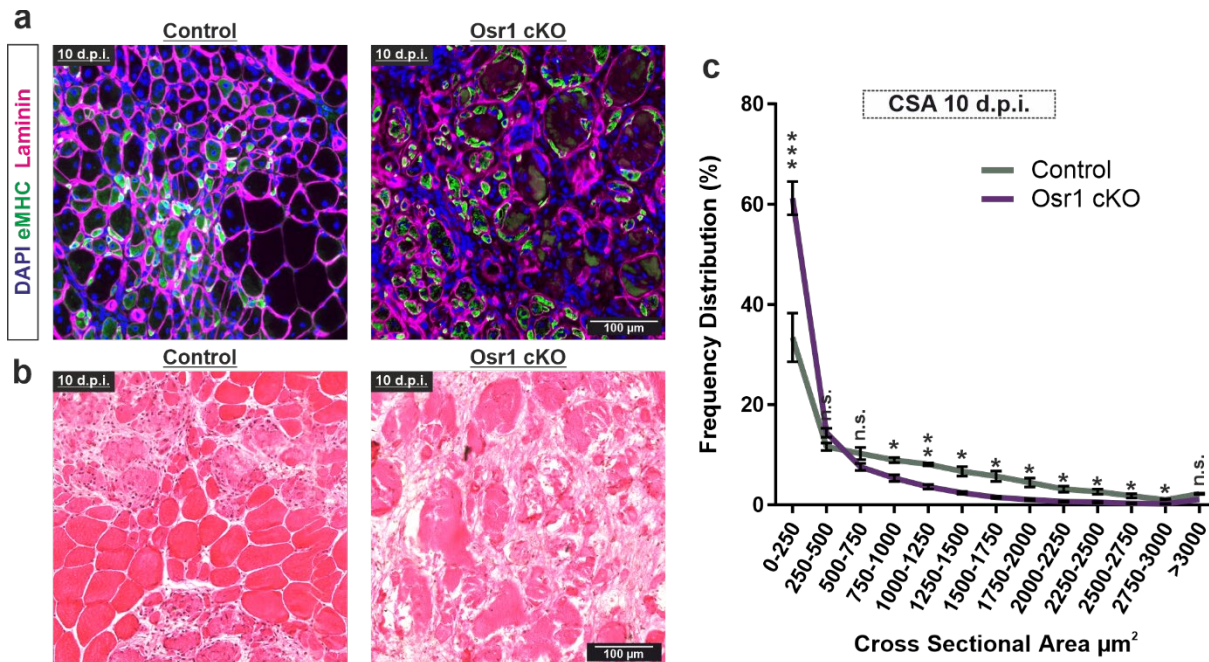 a
Control
Osr1 cKO
DAPI eMHC Laminin
10 d.p.i.
10 d.p.i.
100 µm
b
Control
Osr1 cKO
10 d.p.i.
10 d.p.i.
100 µm
c
CSA 10 d.p.i.
Control
Osr1 cKO
Frequency Distribution (%)
80
60
40
20
0
***
n.s.
n.s.
*
**
*
*
*
*
*
*
*
n.s.
0-250
250-500
500-750
750-1000
1000-1250
1250-1500
1500-1750
1750-2000
2000-2250
2250-2500
2500-2750
2750-3000
>3000
Cross Sectional Area µm²